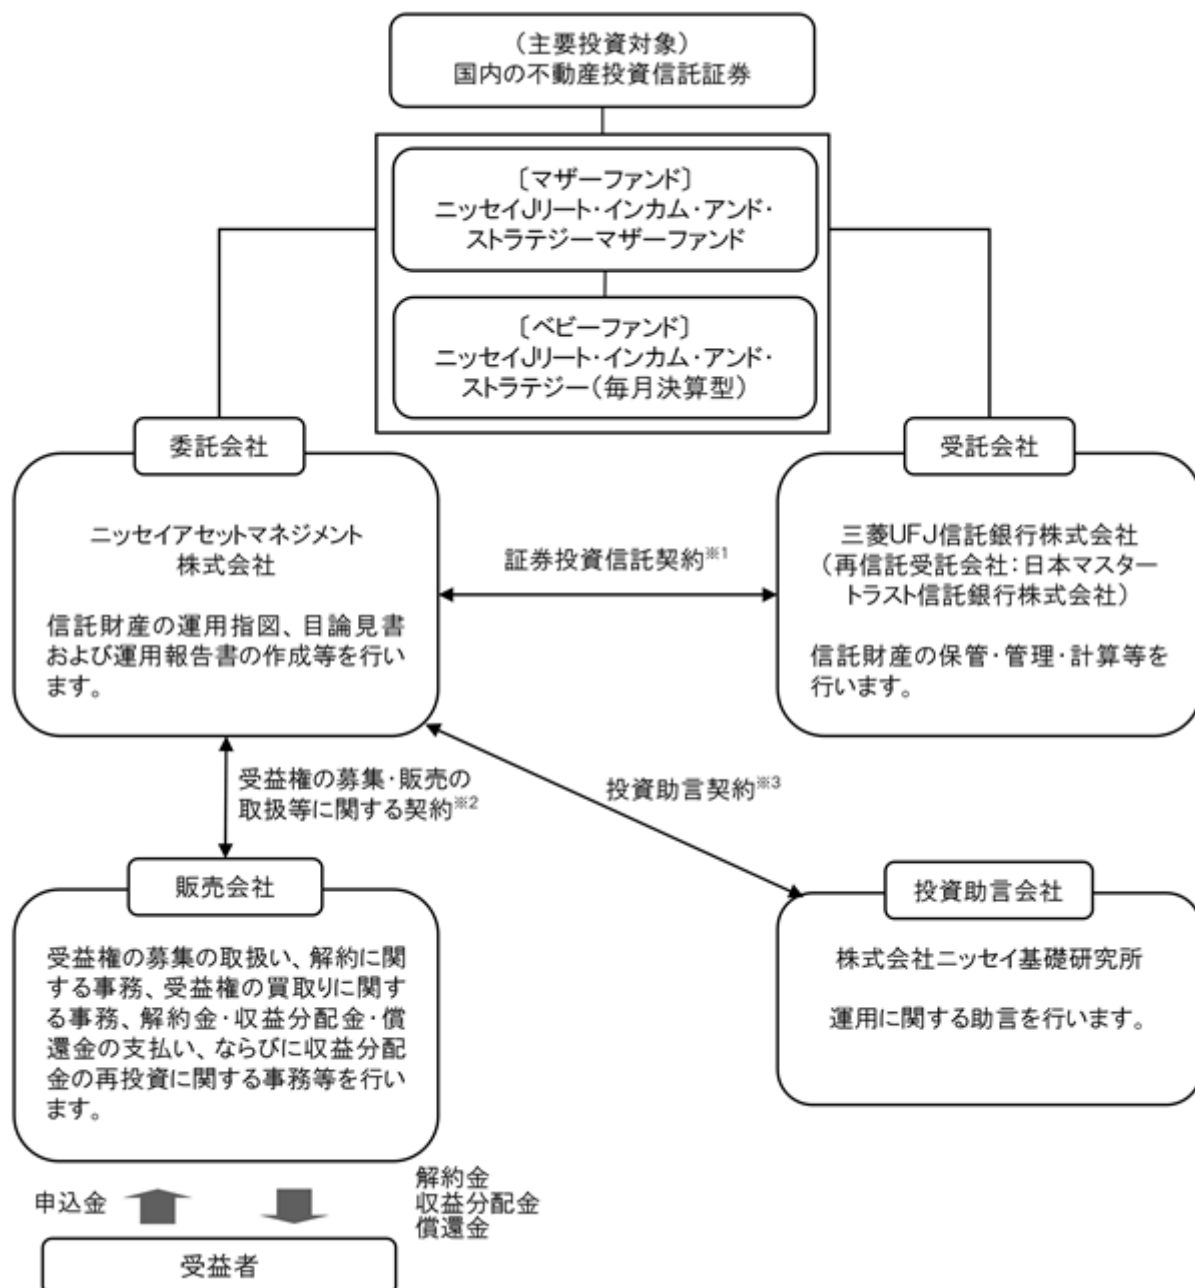 （主要投資対象）
国内の不動産投資信託証券
〔マザーファンド〕
ニッセイJリート・インカム・アンド・
ストラテジーマザーファンド
〔ベビーファンド〕
ニッセイJリート・インカム・アンド・
ストラテジー（毎月決算型）
委託会社
ニッセイアセットマネジメント
株式会社
信託財産の運用指図、目論見書
および運用報告書の作成等を行い
ます。
証券投資信託契約※1
受託会社
三菱UFJ信託銀行株式会社
（再信託受託会社：日本マスター
トラスト信託銀行株式会社）
信託財産の保管・管理・計算等を
行います。
受益権の募集・販売の
取扱等に関する契約※2
投資助言契約※3
販売会社
受益権の募集の取扱い、解約に関
する事務、受益権の買取りに関す
る事務、解約金・収益分配金・償
還金の支払い、ならびに収益分配
金の再投資に関する事務等を行い
ます。
投資助言会社
株式会社ニッセイ基礎研究所
運用に関する助言を行います。
申込金
解約金
収益分配金
償還金
受益者